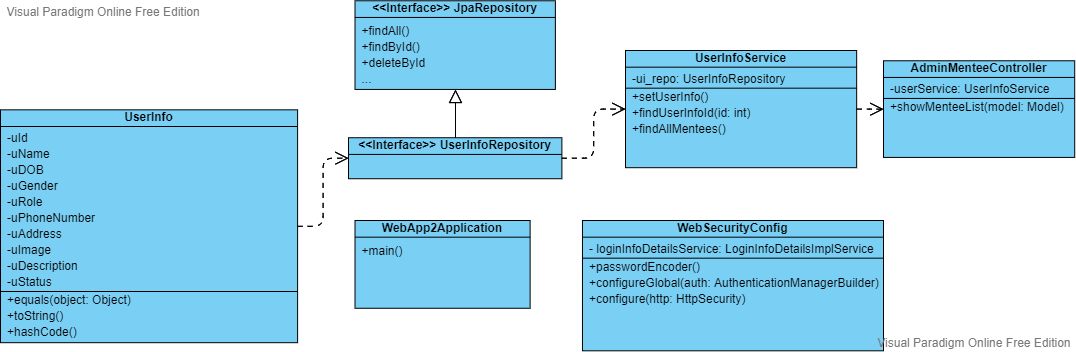 Visual Paradigm Online Free Edition
<<Interface>> JpaRepository
+findAll()
+findById()
+deleteById
...
UserInfo
-uId
-uName
-uDOB
-uGender
-uRole
-uPhoneNumber
-uAddress
-uImage
-uDescription
-uStatus
+equals(object: Object)
+toString()
+hashCode()
<<Interface>> UserInfoRepository
UserInfoService
-ui_repo: UserInfoRepository
+setUserInfo()
+findUserInfoId(id: int)
+findAllMentees()
AdminMenteeController
-userService: UserInfoService
+showMenteeList(model: Model)
WebApp2Application
+main()
WebSecurityConfig
- loginInfoDetailsService: LoginInfoDetailsImplService
+passwordEncoder()
+configureGlobal(auth: AuthenticationManagerBuilder)
+configure(http: HttpSecurity)
Visual Paradigm Online Free Edition